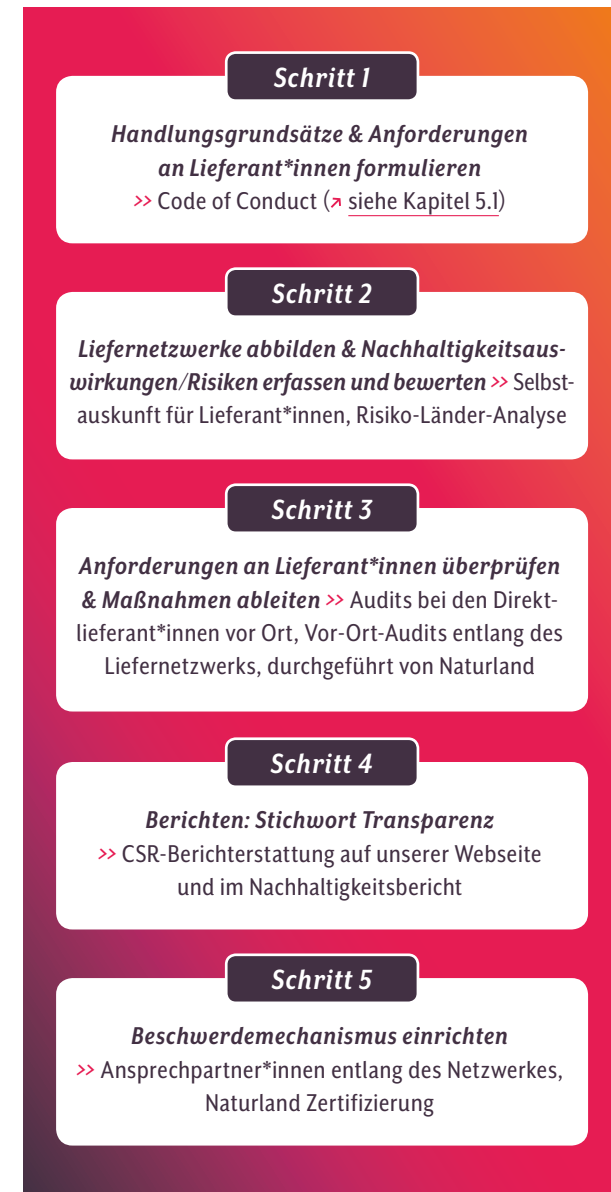 Schritt 1
Handlungsgrundsätze & Anforderungen
an Lieferant*innen formulieren
>> Code of Conduct (↗ siehe Kapitel 5.1)
Schritt 2
Liefernetzwerke abbilden & Nachhaltigkeitsaus-
wirkungen/Risiken erfassen und bewerten >> Selbst-
auskunft für Lieferant*innen, Risiko-Länder-Analyse
Schritt 3
Anforderungen an Lieferant*innen überprüfen
& Maßnahmen ableiten >> Audits bei den Direkt-
lieferant*innen vor Ort, Vor-Ort-Audits entlang des
Liefernetzwerks, durchgeführt von Naturland
Schritt 4
Berichten: Stichwort Transparenz
>> CSR-Berichterstattung auf unserer Webseite
und im Nachhaltigkeitsbericht
Schritt 5
Beschwerdemechanismus einrichten
>> Ansprechpartner*innen entlang des Netzwerkes,
Naturland Zertifizierung